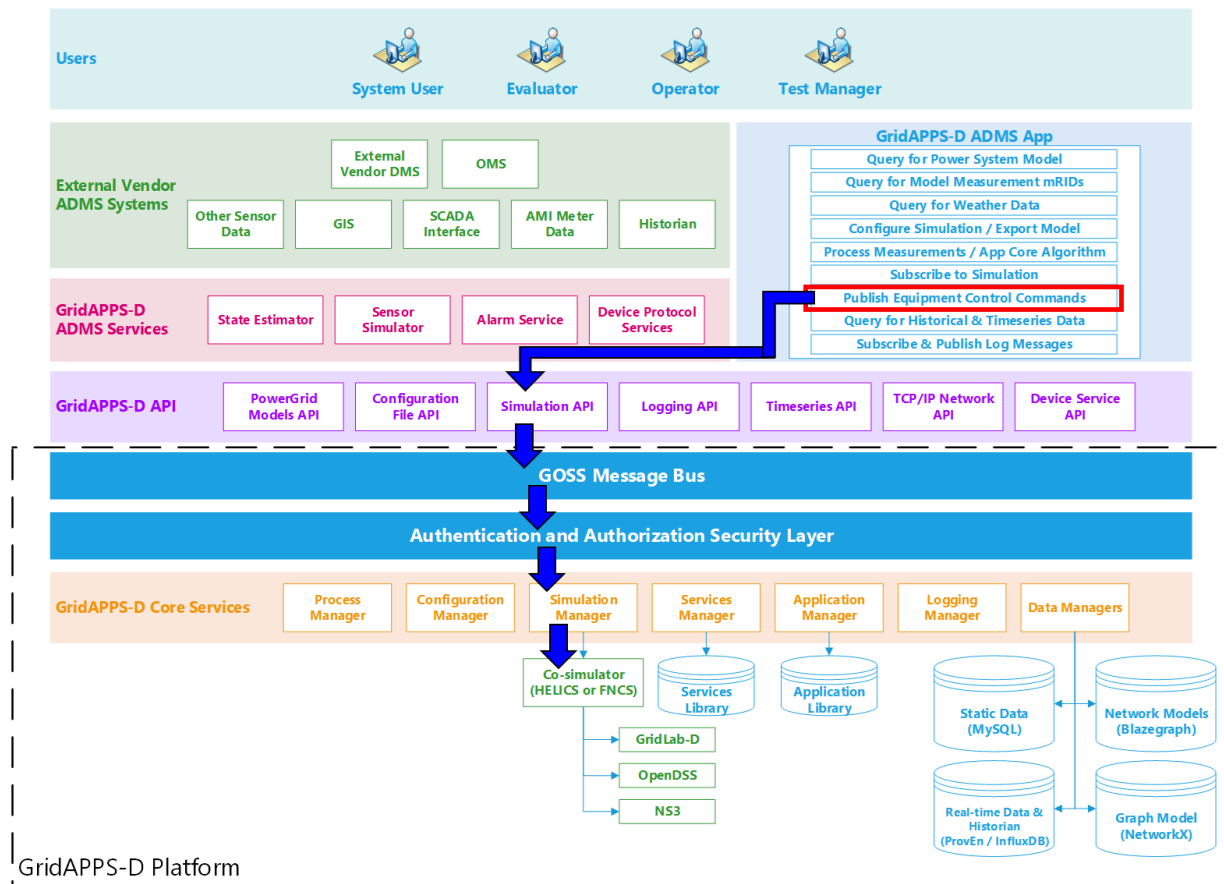 Users
System User
Evaluator
Operator
Test Manager
External Vendor
ADMS Systems
External
Vendor DMS
OMS
Other Sensor
Data
GIS
SCADA
Interface
AMI Meter
Data
Historian
GridAPPS-D ADMS App
Query for Power System Model
Query for Model Measurement mRIDs
Query for Weather Data
Configure Simulation / Export Model
Process Measurements / App Core Algorithm
Subscribe to Simulation
Publish Equipment Control Commands
Query for Historical & Timeseries Data
Subscribe & Publish Log Messages
GridAPPS-D
ADMS Services
State Estimator
Sensor
Simulator
Alarm Service
Device Protocol
Services
GridAPPS-D API
PowerGrid
Models API
Configuration
File API
Simulation API
Logging API
Timeseries API
TCP/IP Network
API
Device Service
API
GOSS Message Bus
Authentication and Authorization Security Layer
GridAPPS-D Core Services
Process
Manager
Configuration
Manager
Simulation
Manager
Services
Manager
Application
Manager
Logging
Manager
Data Managers
Co-simulator
(HELICS or FNCS)
Services
Library
Application
Library
GridLab-D
OpenDSS
NS3
Static Data
(MySQL)
Network Models
(Blazegraph)
Real-time Data &
Historian
(ProvEn / InfluxDB)
Graph Model
(NetworkX)
GridAPPS-D Platform